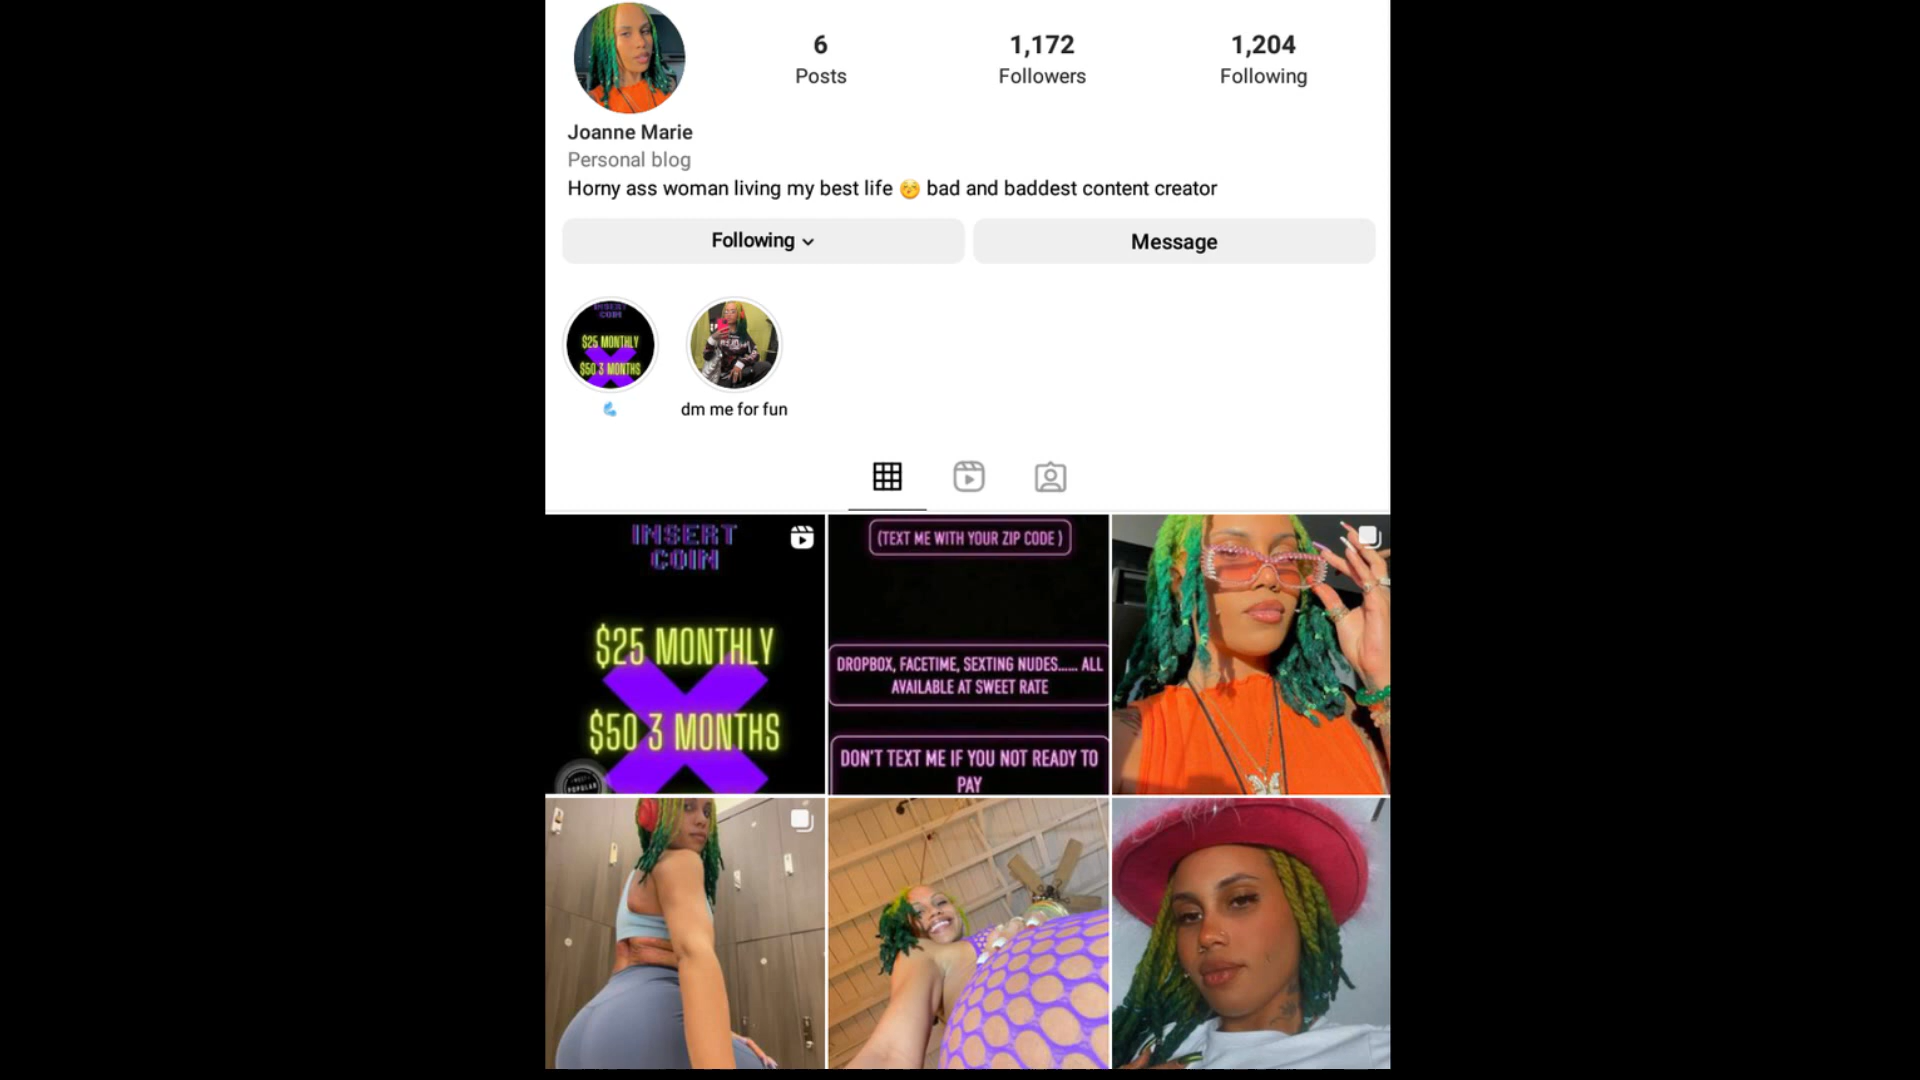 6
Posts
1,172
Followers
1,204
Following
Joanne Marie
Personal blog
Horny ass woman living my best life 😚 bad and baddest content creator
Following
Message
INSERT
COIN
$25 MONTHLY
$50 3 MONTHS
dm me for fun
INSERT
COIN
$25 MONTHLY
$50 3 MONTHS
POPULAR
(TEXT ME WITH YOUR ZIP CODE )
DROPBOX, FACETIME, SEXTING NUDES...... ALL
AVAILABLE AT SWEET RATE
DON'T TEXT ME IF YOU NOT READY TO
PAY